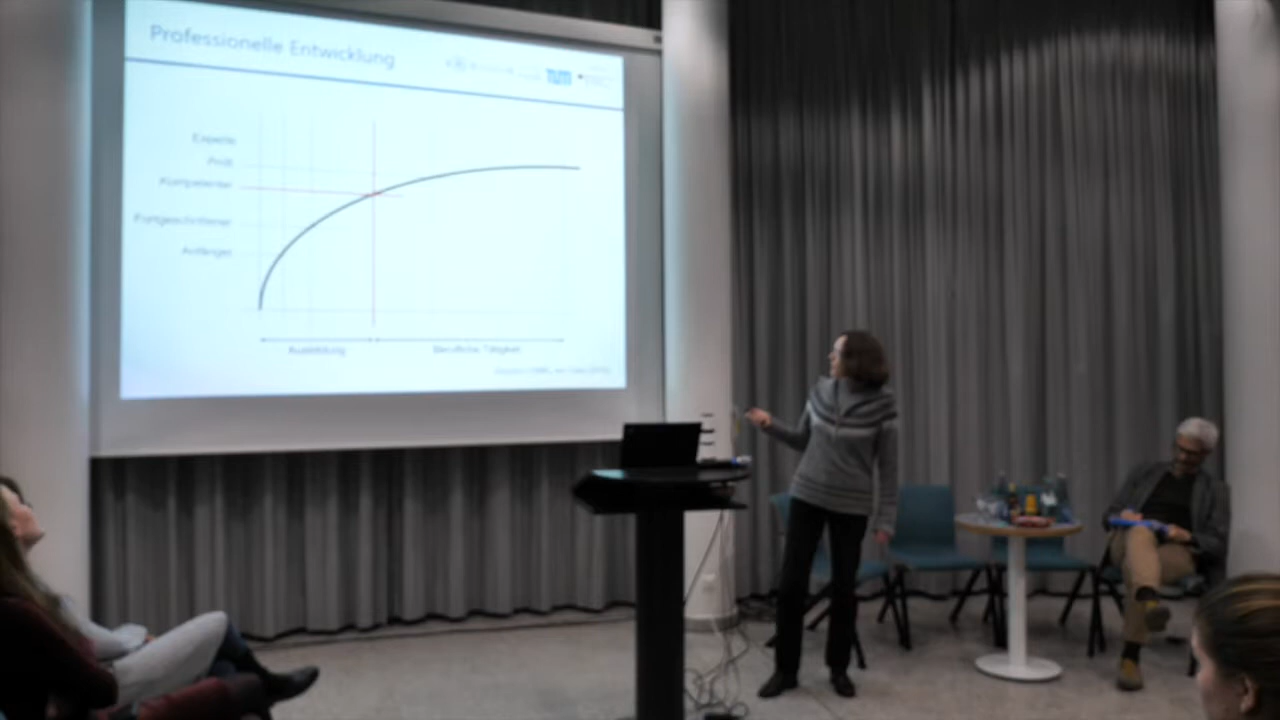 Professionelle Entwicklung
TUM
Experte
Profi
Kompetenter
Fortgeschrittener
Anfänger
Ausbildung
Berufliche Tätigkeit